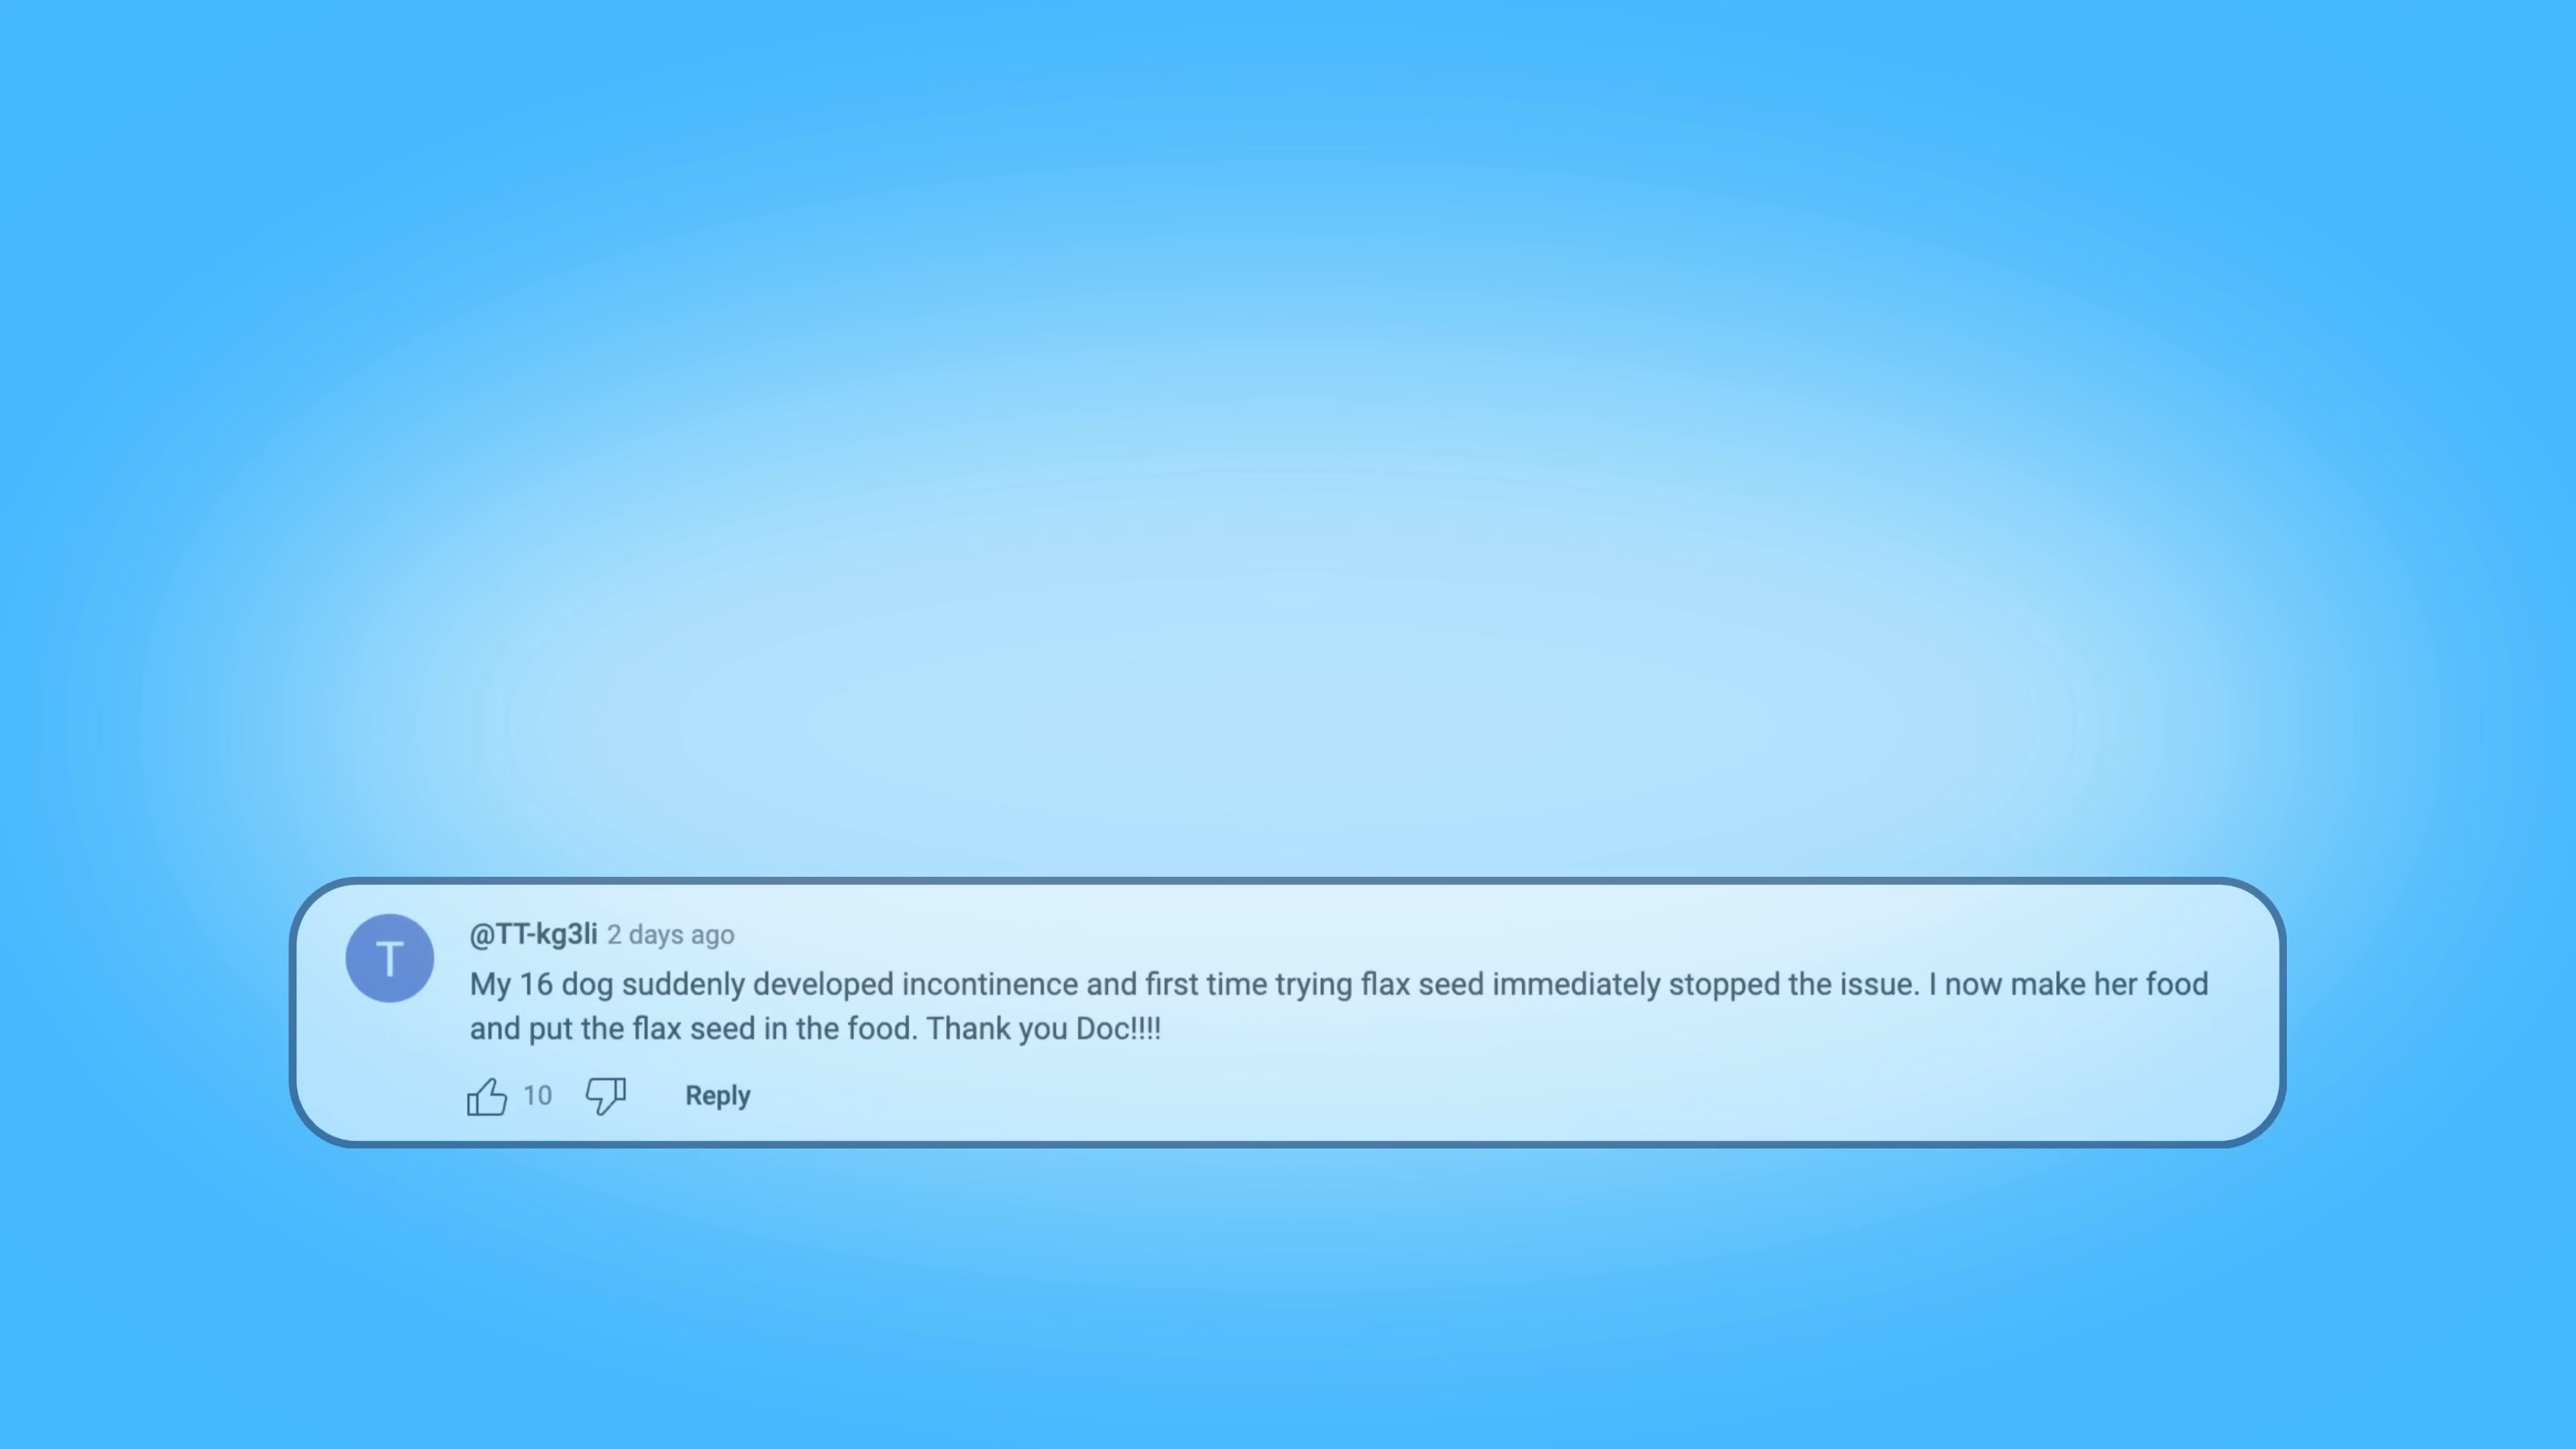 T
@TT-kg3li 2 days ago
My 16 dog suddenly developed incontinence and first time trying flax seed immediately stopped the issue. I now make her food
and put the flax seed in the food. Thank you Doc!!!!
10 Reply